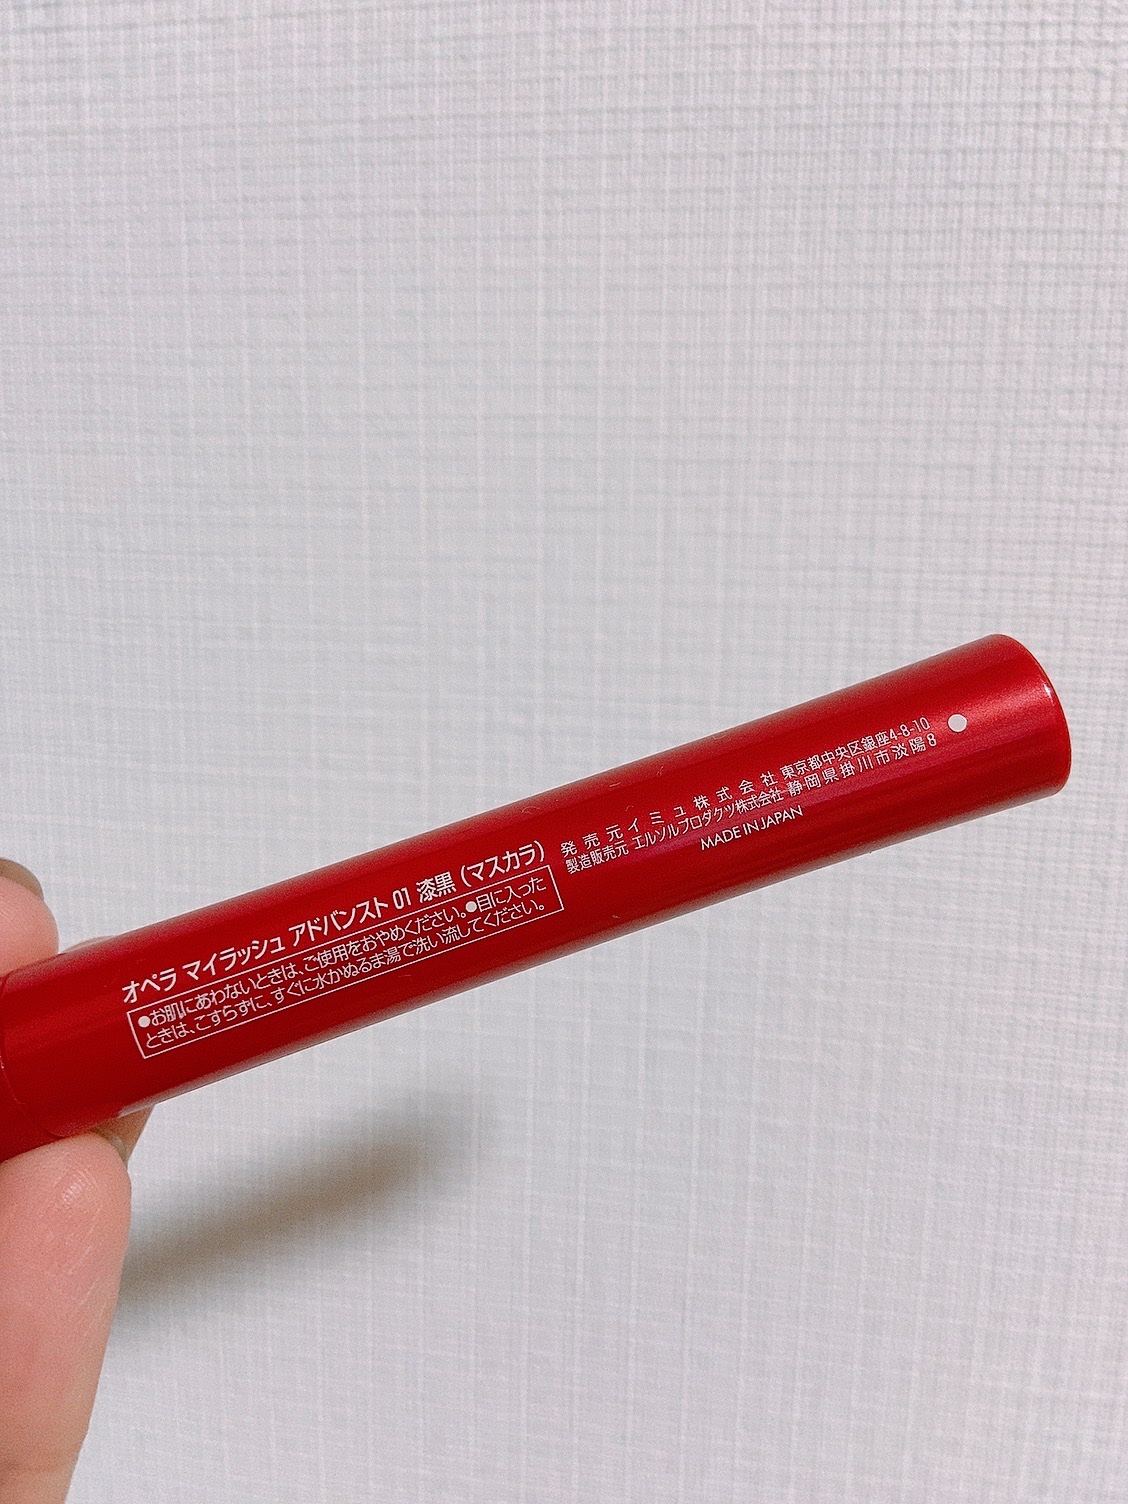 オペラ マイラッシュ アドバンスト 01 漆黒 (マスカラ)
●お肌にあわないときは、ご使用をおやめください。●目に入った
ときは、こすらずに、すぐに水かぬるま湯で洗い流してください。
発売元 イミュ株式会社 東京都中央区銀座4-8-10
製造販売元 エルソルプロダクツ株式会社 静岡県掛川市淡陽8
MADE IN JAPAN